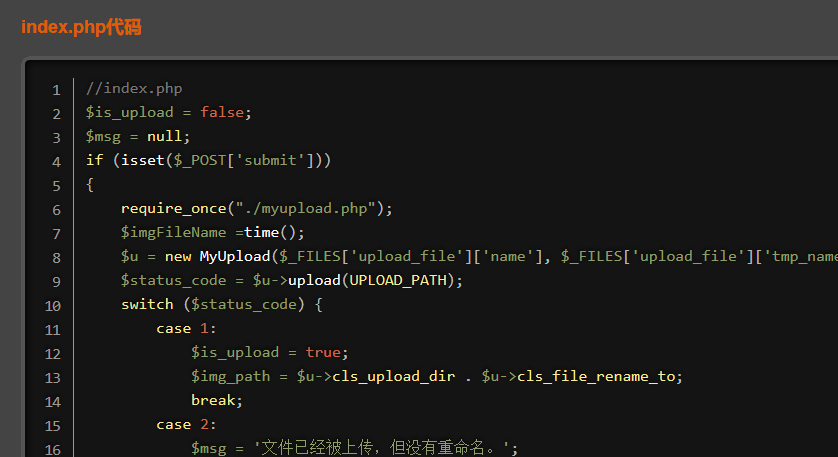 index.php代码
1 //index.php
2 $is_upload = false;
3 $msg = null;
4 if (isset($_POST['submit']))
5 {
6 require_once("./myupload.php");
7 $imgFileName =time();
8 $u = new MyUpload($_FILES['upload_file']['name'], $_FILES['upload_file']['tmp_name
9 $status_code = $u->upload(UPLOAD_PATH);
10 switch ($status_code) {
11 case 1:
12 $is_upload = true;
13 $img_path = $u->cls_upload_dir . $u->cls_file_rename_to;
14 break;
15 case 2:
16 $msg = '文件已经被上传，但没有重命名。';